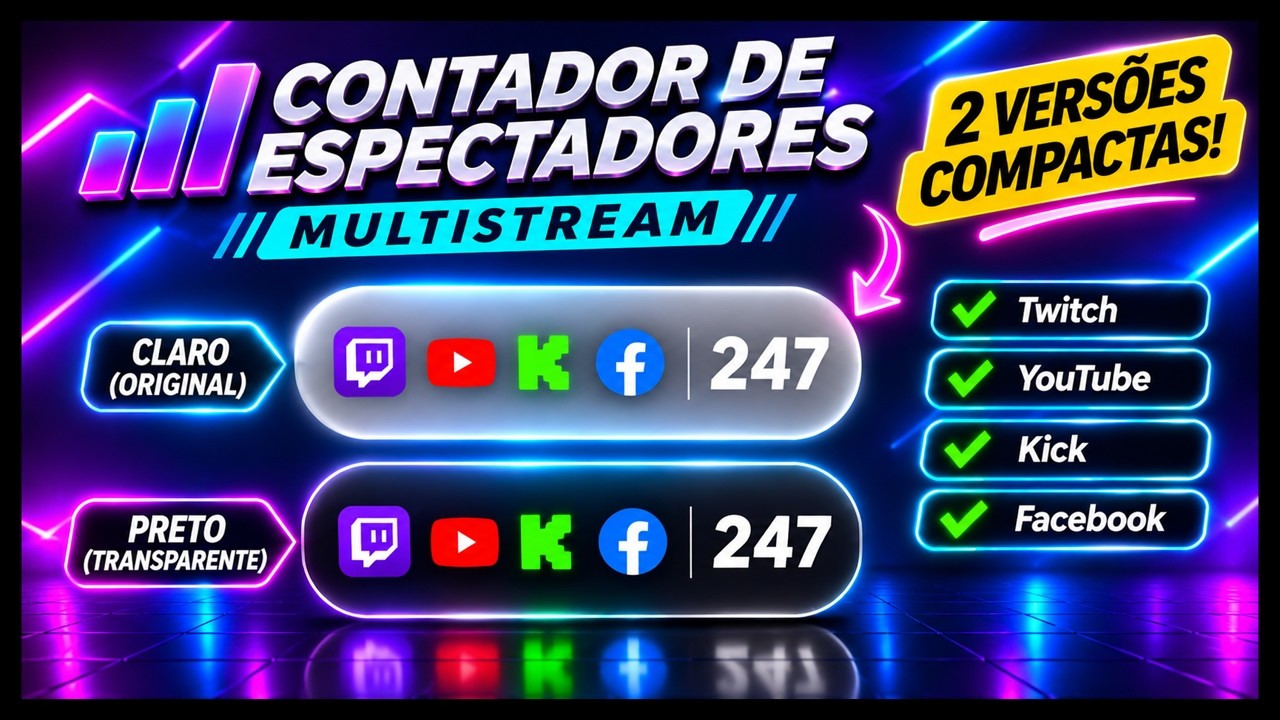 CONTADOR DE
ESPECTADORES
MULTISTREAM
2 VERSÕES
COMPACTAS!
CLARO
(ORIGINAL)
247
PRETO
(TRANSPARENTE)
247
Twitch
YouTube
Kick
Facebook